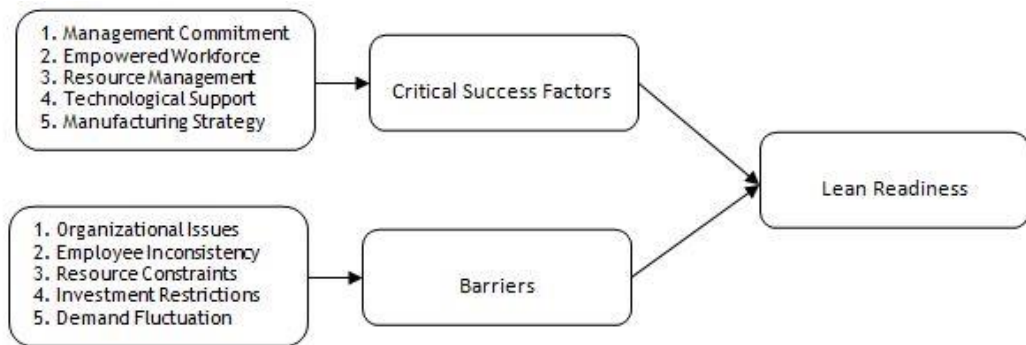 1. Management Commitment
2. Empowered Workforce
3. Resource Management
4. Technological Support
5. Manufacturing Strategy
Critical Success Factors
Lean Readiness
1. Organizational Issues
2. Employee Inconsistency
3. Resource Constraints
4. Investment Restrictions
5. Demand Fluctuation
Barriers